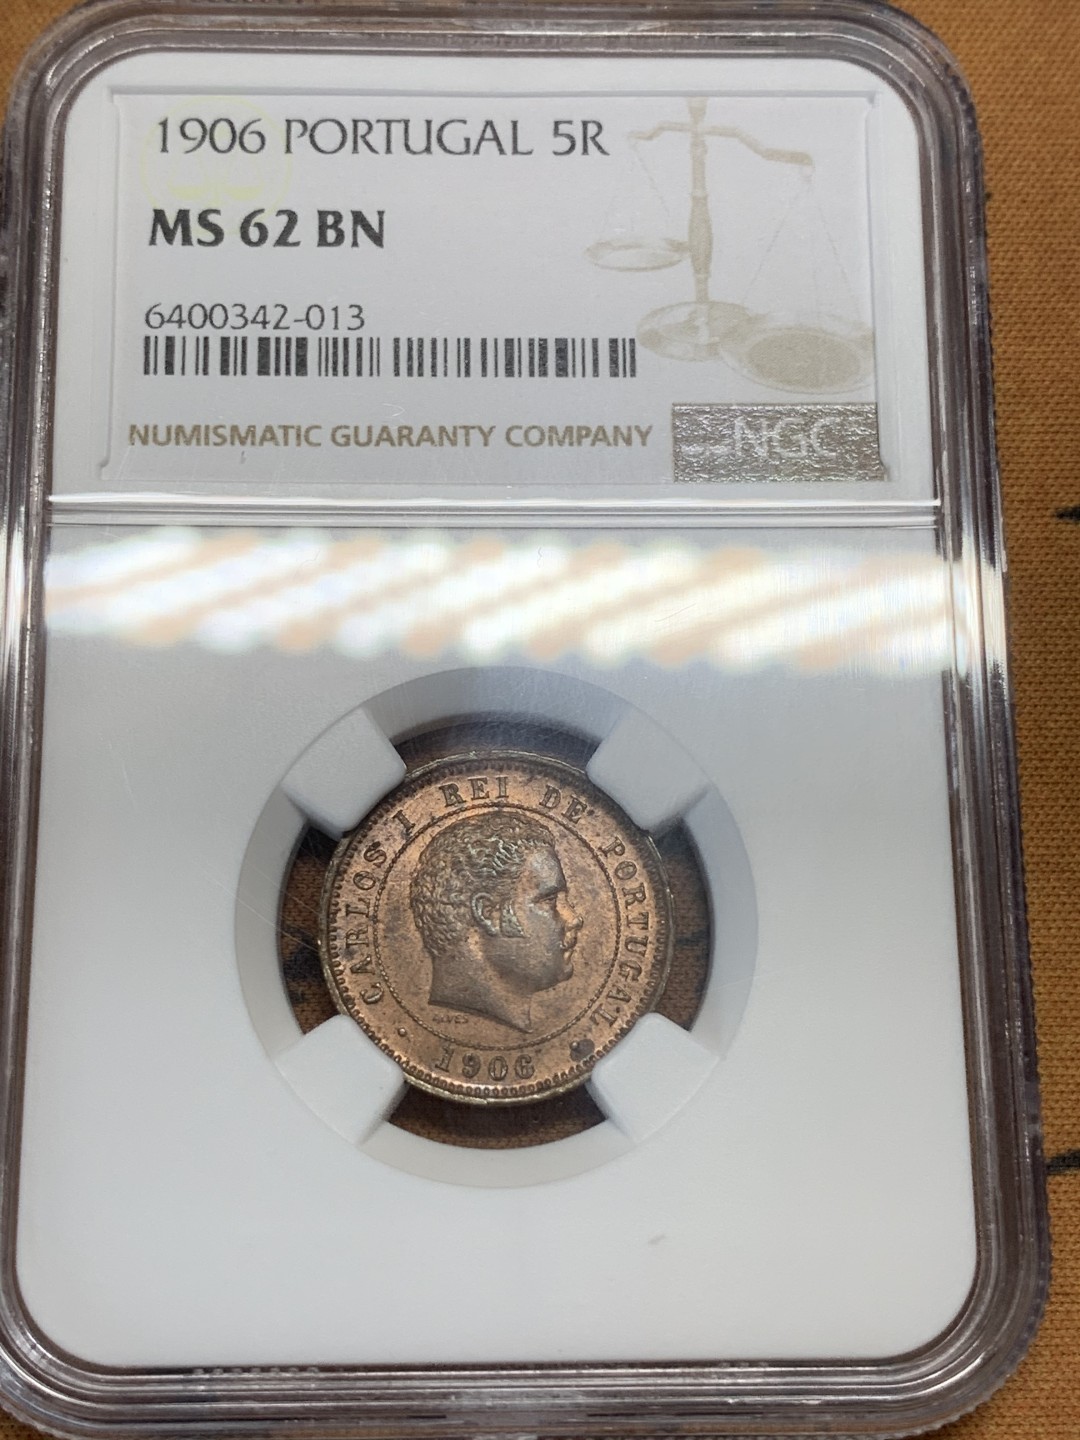 1906 PORTUGAL 5R
MS 62 BN
6400342-013
NUMISMATIC GUARANTY COMPANY
NGC
CARLOS I REI DE PORTUGAL
1906